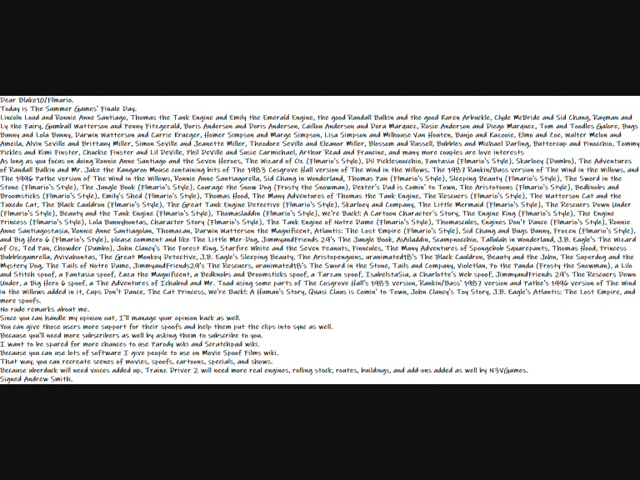 Dear Blake10/Flmario.
Today is The Summer Games' Finale Day.
Lincoln Loud and Ronnie Anne Santiago, Thomas the Tank Engine and Emily the Emerald Engine, the good Randall Balkin and the good Karen Arbuckle, Clyde McBride and Sid Chang, Rayman and
Ly the Fairy, Gumball Watterson and Penny Fitzgerald, Boris Anderson and Doris Anderson, Caillou Anderson and Dora Marquez, Rosie Anderson and Diego Marquez, Tom and Toodles Galore, Bugs
Bunny and Lola Bunny, Darwin Watterson and Carrie Krueger, Homer Simpson and Marge Simpson, Lisa Simpson and Milhouse Van Houten, Banjo and Kazooie, Elmo and Zoe, Walter Melon and
Amelia, Alvin Seville and Brittany Miller, Simon Seville and Jeanette Miller, Theodore Seville and Eleanor Miller, Blossom and Russell, Bubbles and Michael Darling, Buttercup and Pinocchio, Tommy
Pickles and Kimi Finster, Chuckie Finster and Lil DeVille, Phil DeVille and Susie Carmichael, Arthur Read and Francine, and many more couples are love interests
As long as you focus on doing Ronnie Anne Santiago and the Seven Heroes, The Wizard of Oz (Flmario's Style), Dil Picklesnocchio, Fantasia (Flmario's Style), Skarloey (Dumbo), The Adventures
of Randall Balkin and Mr. Jake the Kangaroo Mouse containing bits of The 1983 Cosgrove Hall version of The Wind in the Willows, The 1987 Rankin/Bass version of The Wind in the Willows, and
The 1996 Pathe version of The Wind in the Willows, Ronnie Anne Santiagorella, Sid Chang in Wonderland, Thomas Pan (Flmario's Style), Sleeping Beauty (Flmario's Style), The Sword in the
Stone (Flmario's Style), The Jungle Book (Flmario's Style), Courage the Snow Dog (Frosty the Snowman), Dexter's Dad is Comin' to Town, The Aristotoons (Flmario's Style), Bedknobs and
Broomsticks (Flmario's Style), Emily's Shed (Flmario's Style), Thomas Hood, The Many Adventures of Thomas the Tank Engine, The Rescuers (Flmario's Style), The Watterson Cat and the
Tuxedo Cat, The Black Cauldron (Flmario's Style), The Great Tank Engine Detective (Flmario's Style), Skarloey and Company, The Little Mermaid (Flmario's Style), The Rescuers Down Under
(Flmario's Style), Beauty and the Tank Engine (Flmario's Style), Thomasladdin (Flmario's Style), We're Back!: A Cartoon Character's Story, The Engine King (Flmario's Style), The Engine
Princess (Flmario's Style), Lola Bunnyhontas, Character Story (Flmario's Style), The Tank Engine of Notre Dame (Flmario's Style), Thomascules, Engines Don't Dance (Flmario's Style), Ronnie
Anne Santiagostasia, Ronnie Anne Santiagolan, Thomaszan, Darwin Watterson the Magnificent, Atlantis: The Lost Empire (Flmario's Style), Sid Chang and Bugs Bunny, Frozen (Flmario's Style),
and Big Hero 6 (Flmario's Style), please comment and like The Little Mer-Dog, JimmyandFriends 29's The Jungle Book, AiAiladdin, Scampnocchio, Tallulah in Wonderland, J.B. Eagle's The Wizard
of Oz, Ted Pan, Chowder (Dumbo), John Clancy's The Forest King, Starfire White and the Seven Peanuts, Finncules, The Many Adventures of Spongebob Squarepants, Thomas Hood, Princess
Bubblegumrella, Avivahontas, The Great Monkey Detective, J.B. Eagle's Sleeping Beauty, The Aristopenguins, uranimated18's The Black Cauldron, Beauty and the John, The Superdog and the
Mystery Dog, The Tails of Notre Dame, JimmyandFriends29's The Rescuers, uranimated18's The Sword in the Stone, Tails and Company, Violetlan, Yo the Panda (Frosty the Snowman), a Lilo
and Stitch spoof, a Fantasia spoof, Zaza the Magnificent, a Bedknobs and Broomsticks spoof, a Tarzan spoof, IsabelstaSia, a Charlotte's Web spoof, JimmyandFriends 29's The Rescuers Down
Under, a Big Hero 6 spoof, a The Adventures of Ichabod and Mr. Toad using some parts of The Cosgrove Hall's 1983 version, Rankin/Bass' 1987 version and Pathe's 1996 version of The Wind
in the Willows added in it, Cups Don't Dance, The Cat Princess, We're Back!: A Human's Story, Quasi Claus is Comin' to Town, John Clancy's Toy Story, J.B. Eagle's Atlantis: The Lost Empire, and
more spoofs.
No rude remarks about me.
Since you can handle my opinion out, I'll manage your opinion back as well.
You can give those users more support for their spoofs and help them put the clips into sync as well.
Because you'll need more subscribers as well by asking them to subscribe to you.
I want to be spared for more chances to use Parody Wiki and Scratchpad wiki.
Because you can use lots of software I give people to use on Movie Spoof Films wiki.
That way, you can recreate scenes of movies, spoofs, cartoons, specials, and shows.
Because uberduck will need voices added up, Trainz Driver 2 will need more real engines, rolling stock, routes, buildings, and add-ons added as well by N3VGames.
Signed Andrew Smith.